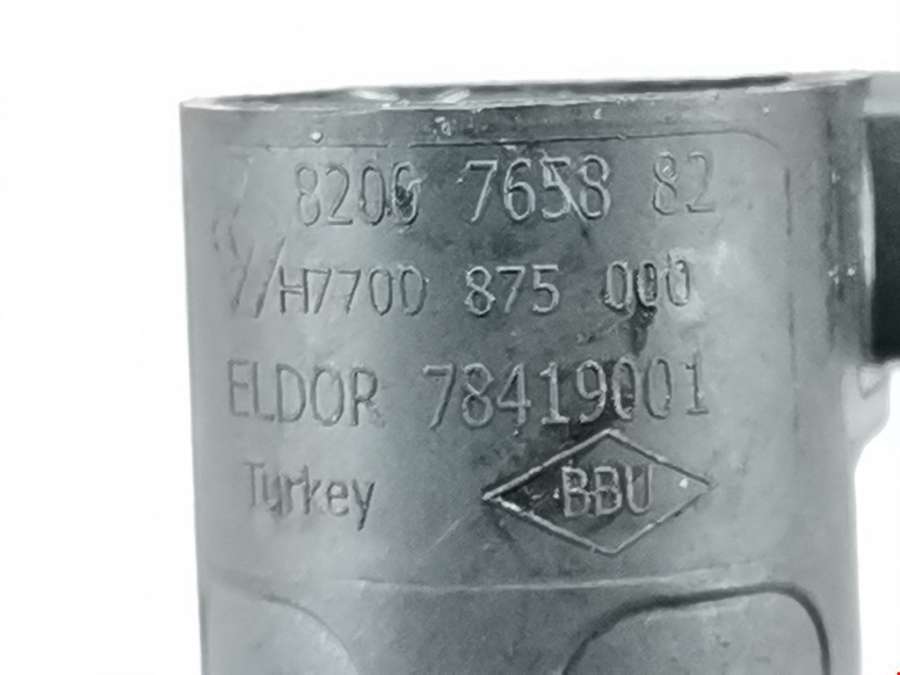 8200 7658 82
/H7700 875 000
ELDOR 78419001
Turkey
BBU